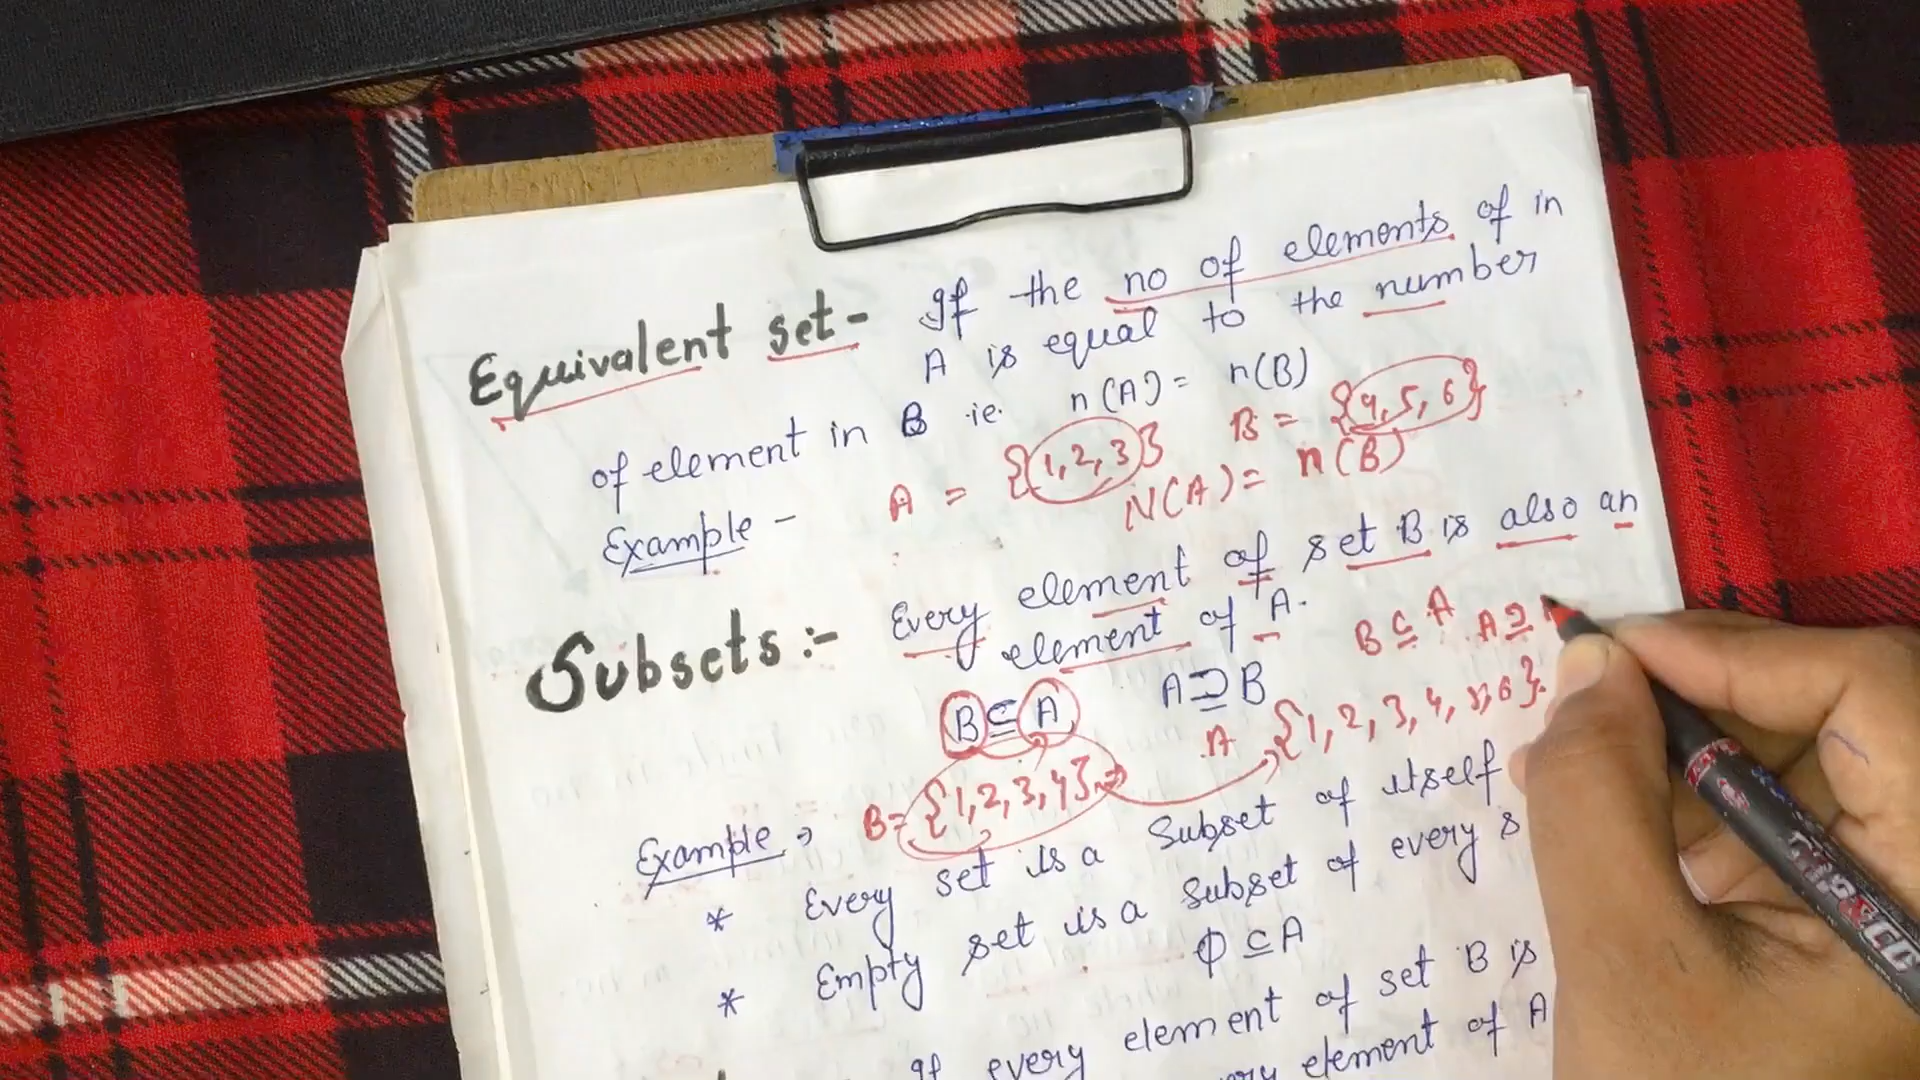 Equivalent set - If the no of elements of in
A is equal to the number
of element in B ie. n(A) = n(B)
Example - A = {1,2,3} B = {4,5,6}
N(A) = n(B)
Subsets :- Every element of set B is also an
element of A.
B ⊆ A A ⊇ B B ⊆ A A ⊇
Example → B= {1,2,3,4} ⇒ A {1,2,3,4,5,6}.
* Every set is a Subset of itself
* Empty set is a subset of every s
Φ ⊆ A
If every element of set B is
element of A